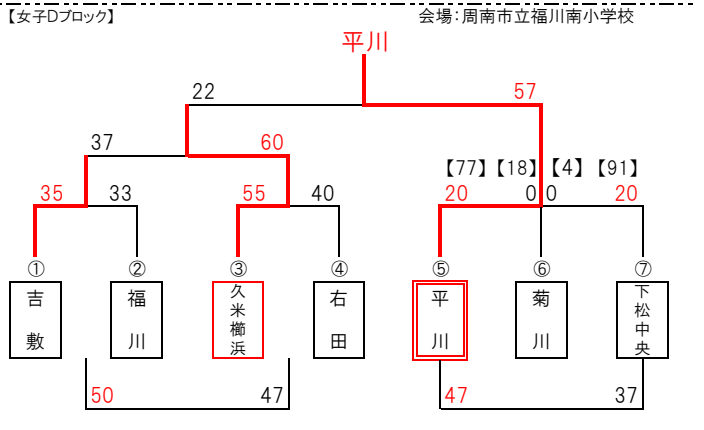 【女子Dブロック】
会場：周南市立福川南小学校
平川
22
57
37
60
【77】【18】【4】【91】
35
33
55
40
20
0
0
20
①
②
③
④
⑤
⑥
⑦
吉敷
福川
久米櫛浜
右田
平川
菊川
下松中央
50
47
47
37